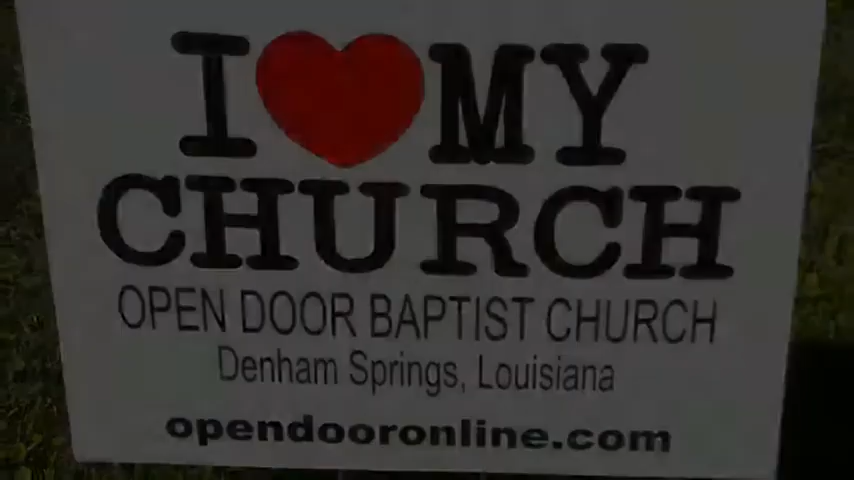 I ❤ MY
CHURCH
OPEN DOOR BAPTIST CHURCH
Denham Springs, Louisiana
opendooronline.com